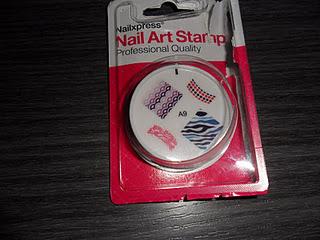 Nailxpress®
Nail Art Stamp
Professional Quality
A9